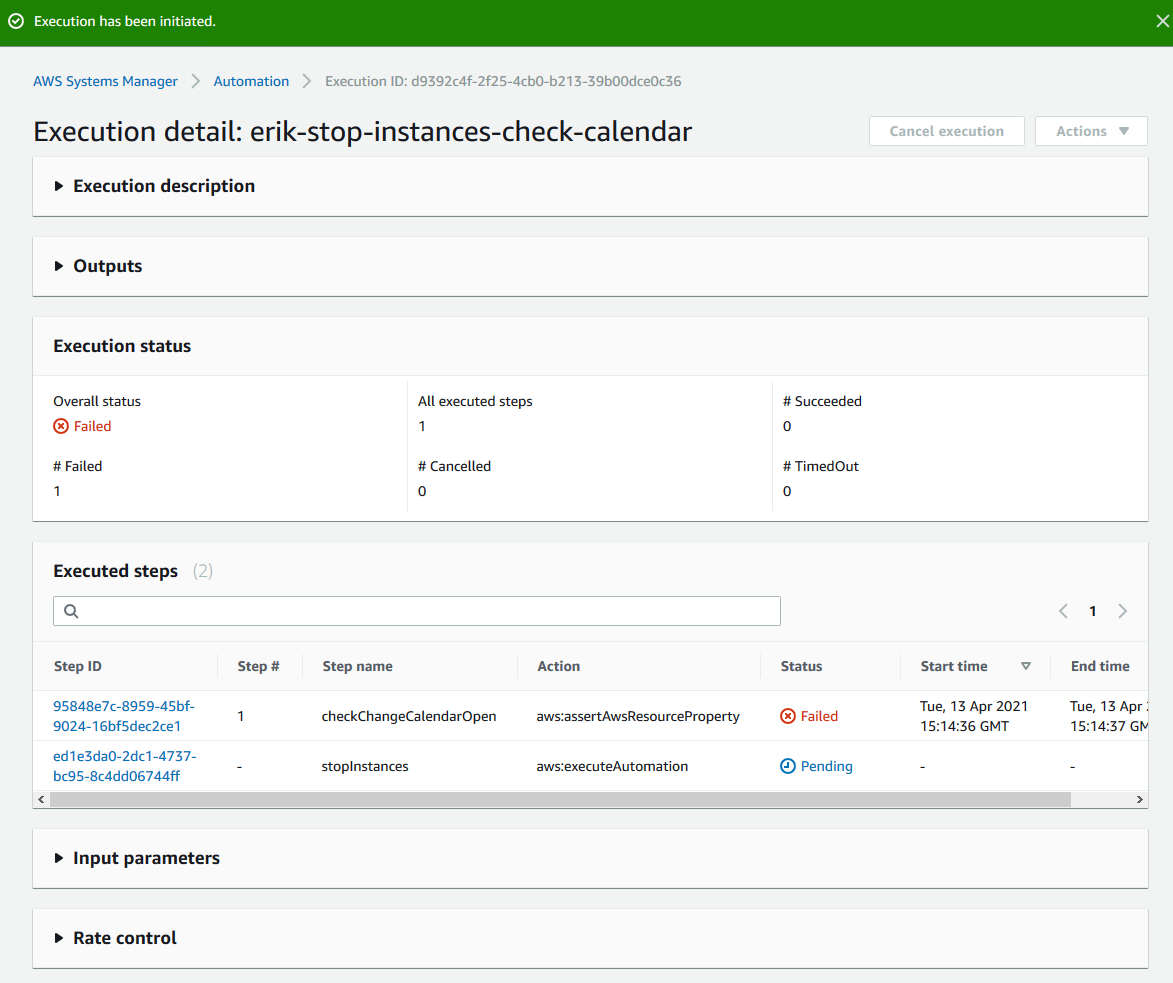 Execution has been initiated.
AWS Systems Manager > Automation > Execution ID: d9392c4f-2f25-4cb0-b213-39b00dce0c36
Execution detail: erik-stop-instances-check-calendar
Cancel execution
Actions
Execution description
Outputs
Execution status
Overall status
Failed
All executed steps
1
# Succeeded
0
# Failed
1
# Cancelled
0
# TimedOut
0
Executed steps (2)
1
Step ID Step # Step name Action Status Start time End time
95848e7c-8959-45bf-
9024-16bf5dec2ce1
1
checkChangeCalendarOpen
aws:assertAwsResourceProperty
Failed
Tue, 13 Apr 2021
15:14:36 GMT
Tue, 13 Apr
15:14:37 GM
ed1e3da0-2dc1-4737-
bc95-8c4dd06744ff
-
stopInstances
aws:executeAutomation
Pending
-
-
Input parameters
Rate control